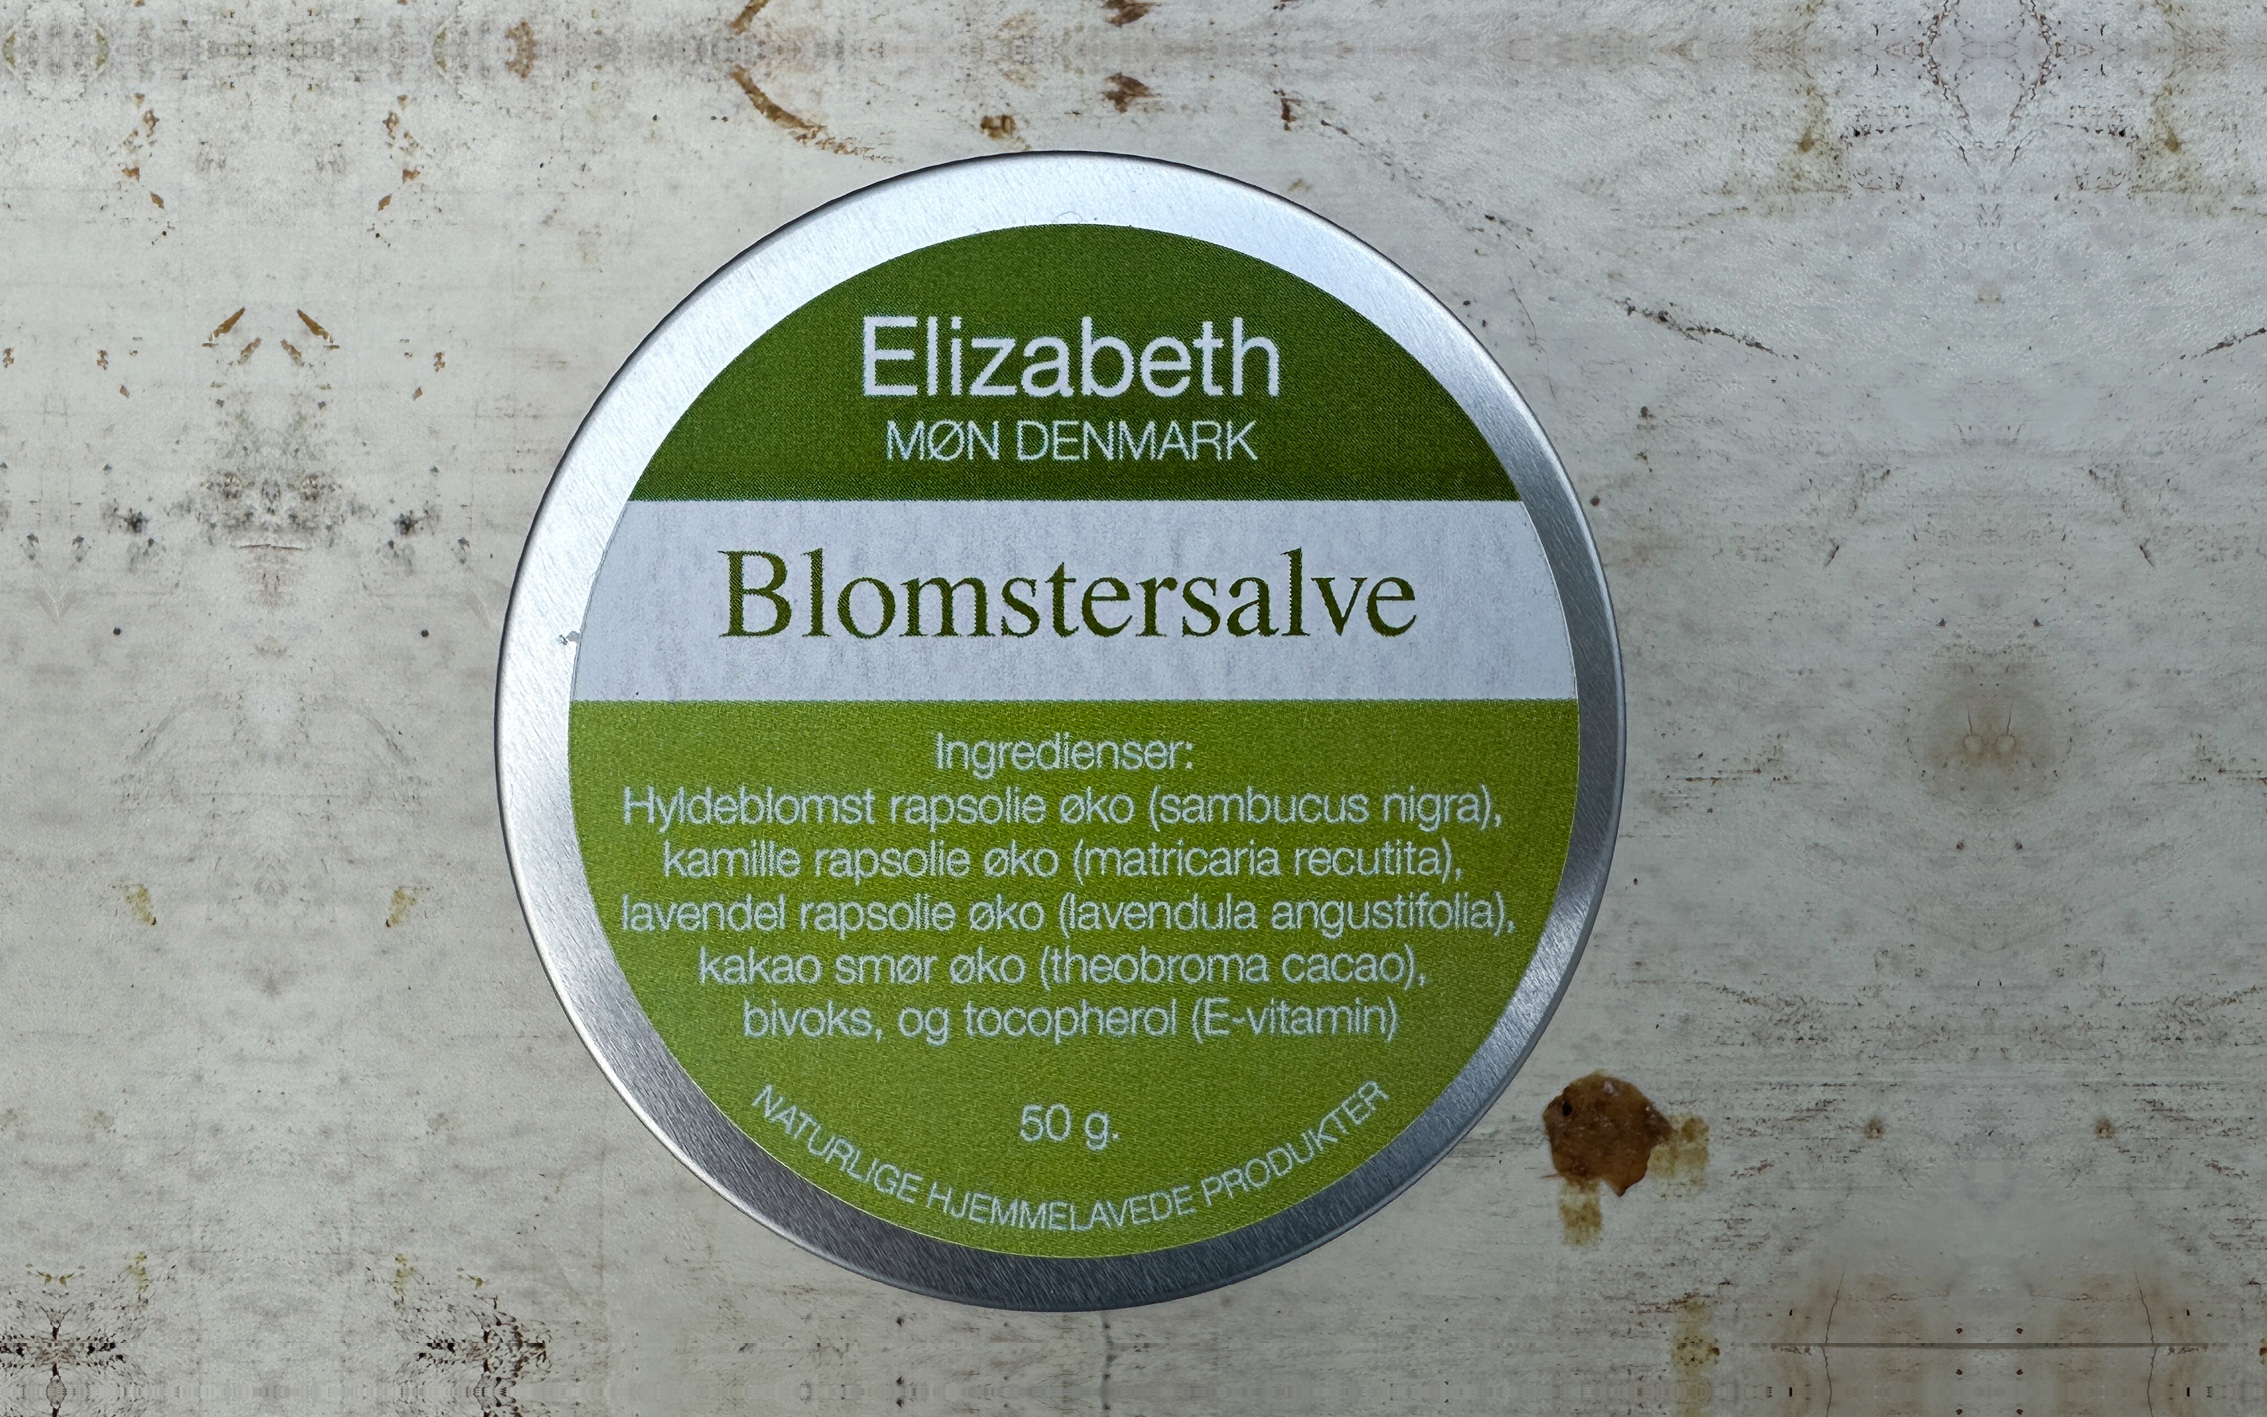 Elizabeth
MØN DENMARK
Blomstersalve
Ingredienser:
Hyldeblomst rapsolie øko (sambucus nigra),
kamille rapsolie øko (matricaria recutita),
lavendel rapsolie øko (lavendula angustifolia),
kakao smør øko (theobroma cacao),
bivoks, og tocopherol (E-vitamin)
50 g.
NATURLIGE HJEMMELAVEDE PRODUKTER